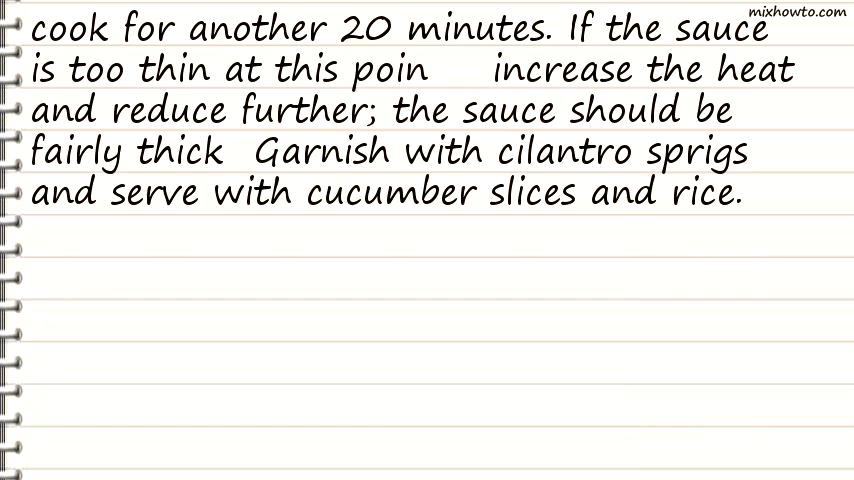 mixhowto.com
cook for another 20 minutes. If the sauce
is too thin at this poin increase the heat
and reduce further; the sauce should be
fairly thick Garnish with cilantro sprigs
and serve with cucumber slices and rice.